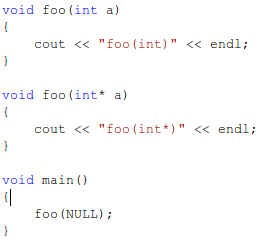 void foo(int a)
{
    cout << "foo(int)" << endl;
}

void foo(int* a)
{
    cout << "foo(int*)" << endl;
}

void main()
{
    foo(NULL);
}